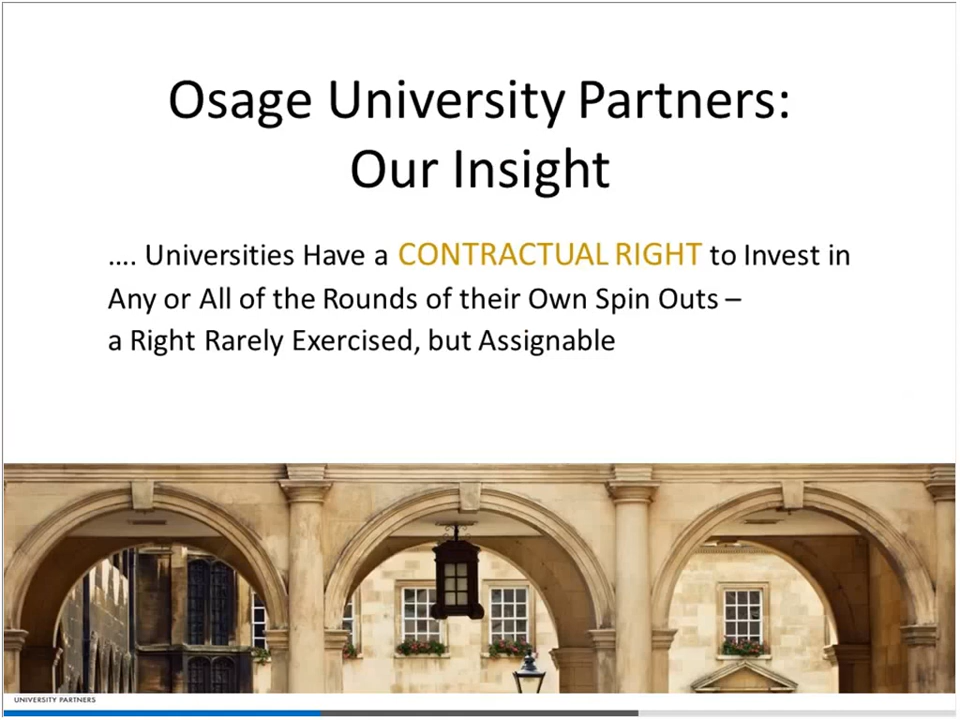 Osage University Partners:
Our Insight
.... Universities Have a CONTRACTUAL RIGHT to Invest in
Any or All of the Rounds of their Own Spin Outs –
a Right Rarely Exercised, but Assignable
UNIVERSITY PARTNERS